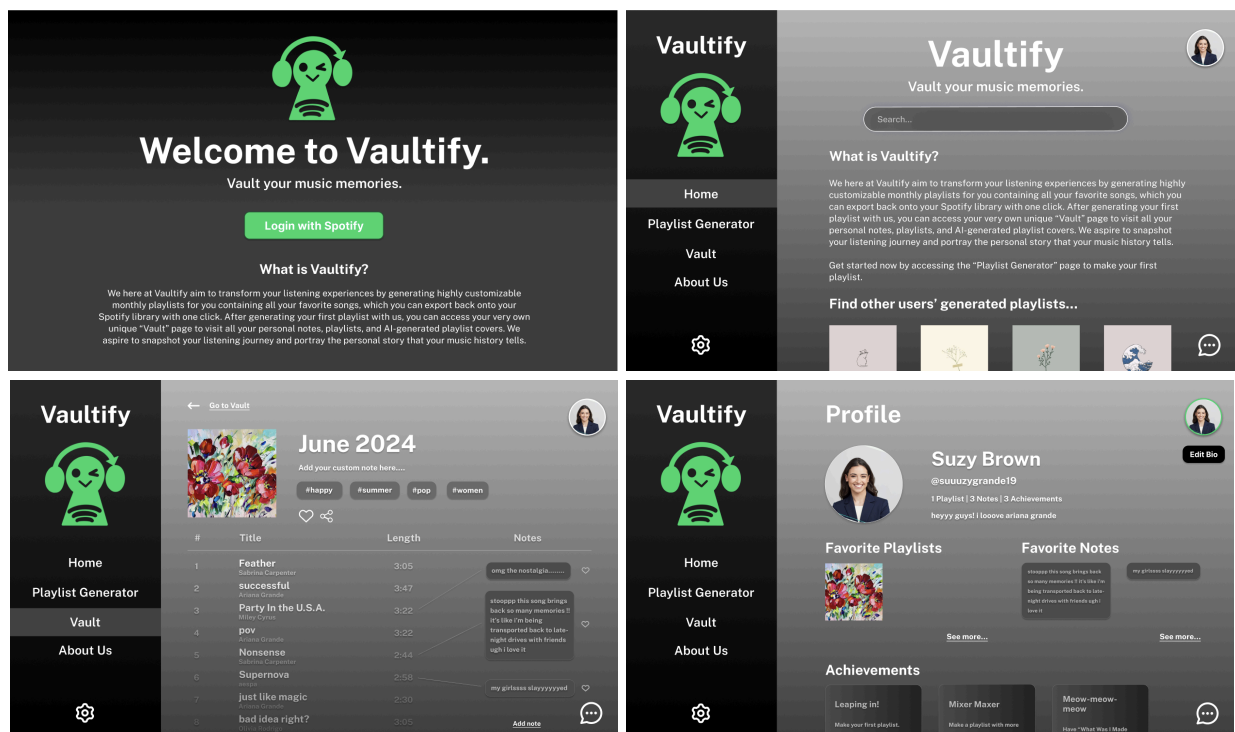 Welcome to Vaultify.
Vault your music memories.
Login with Spotify
What is Vaultify?
We here at Vaultify aim to transform your listening experiences by generating highly customizable
monthly playlists for you containing all your favorite songs, which you can export back onto your
Spotify library with one click. After generating your first playlist with us, you can access your very own
unique “Vault” page to visit all your personal notes, playlists, and AI-generated playlist covers. We
aspire to snapshot your listening journey and portray the personal story that your music history tells.
Vaultify
Home
Playlist Generator
Vault
About Us
Vaultify
Vault your music memories.
Search...
What is Vaultify?
We here at Vaultify aim to transform your listening experiences by generating highly
customizable monthly playlists for you containing all your favorite songs, which you
can export back onto your Spotify library with one click. After generating your first
playlist with us, you can access your very own unique “Vault” page to visit all your
personal notes, playlists, and AI-generated playlist covers. We aspire to snapshot
your listening journey and portray the personal story that your music history tells.
Get started now by accessing the “Playlist Generator” page to make your first
playlist.
Find other users’ generated playlists...
Vaultify
Home
Playlist Generator
Vault
About Us
Go to Vault
June 2024
Add your custom note here....
#happy #summer #pop #women
# Title Length Notes
1 Feather 3:05
Sabrina Carpenter
omg the nostalgia........
2 successful 3:47
Ariana Grande
3 Party In the U.S.A. 3:22
Miley Cyrus
stooppp this song brings
back so many memories !!
it’s like i’m being
transported back to late-
night drives with friends
ugh i love it
4 pov 3:22
Ariana Grande
5 Nonsense 2:44
Sabrina Carpenter
6 Supernova 2:58
aespa
my girlssss slayyyyyyed
7 just like magic 2:30
Ariana Grande
8 bad idea right? 3:05
Olivia Rodrigo
Add note
Vaultify
Home
Playlist Generator
Vault
About Us
Profile
Edit Bio
Suzy Brown
@suuuzygrande19
1 Playlist | 3 Notes | 3 Achievements
heyyy guys! i looove ariana grande
Favorite Playlists
Favorite Notes
stooppp this song brings back
so many memories !! it’s like i’m
being transported back to late-
night drives with friends ugh i
love it
my girlssss slayyyyyyed
See more...
See more...
Achievements
Leaping in!
Make your first playlist.
Mixer Maxer
Make a playlist with more
Meow-meow-
meow
Have “What Was I Made